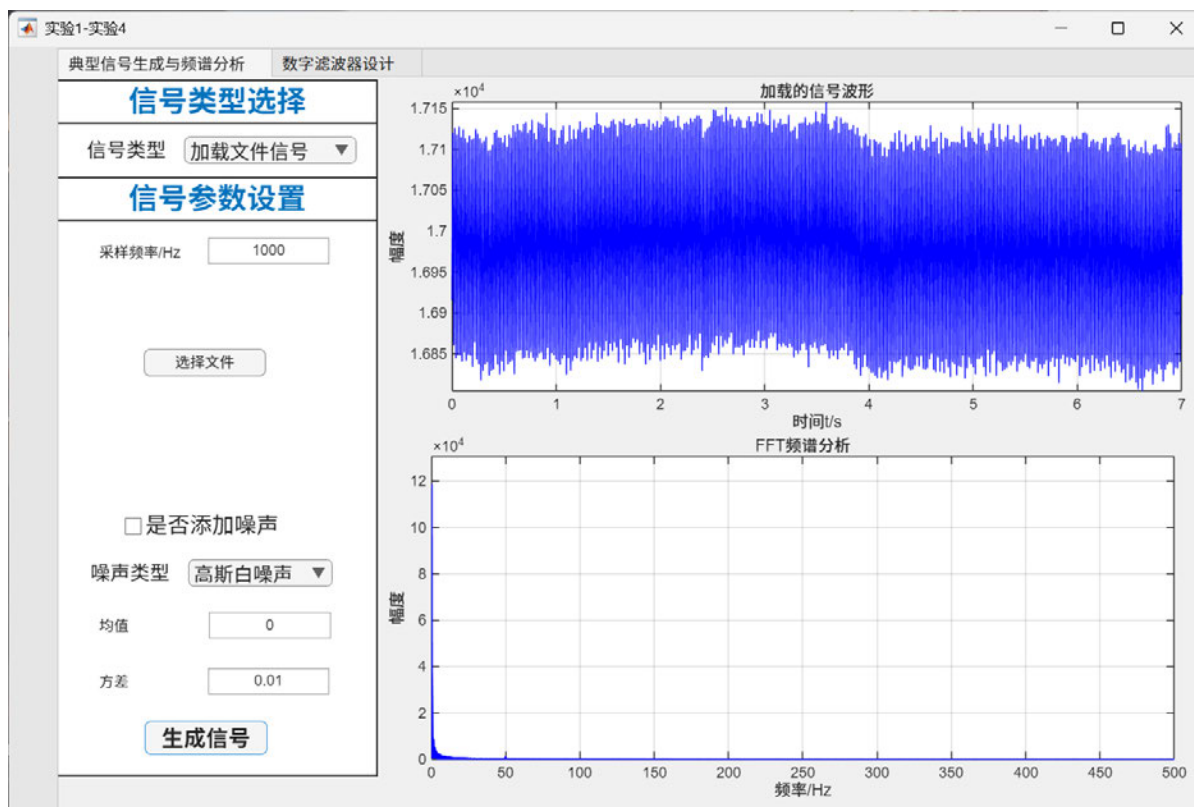 实验1-实验4
典型信号生成与频谱分析
数字滤波器设计
信号类型选择
信号类型
加载文件信号
信号参数设置
采样频率/Hz
1000
选择文件
是否添加噪声
噪声类型
高斯白噪声
均值
0
方差
0.01
生成信号
加载的信号波形
×10⁴
1.715
1.71
1.705
1.7
1.695
1.69
1.685
幅度
0 1 2 3 4 5 6 7
时间t/s
FFT频谱分析
×10⁴
12
10
8
6
4
2
0
幅度
0 50 100 150 200 250 300 350 400 450 500
频率/Hz